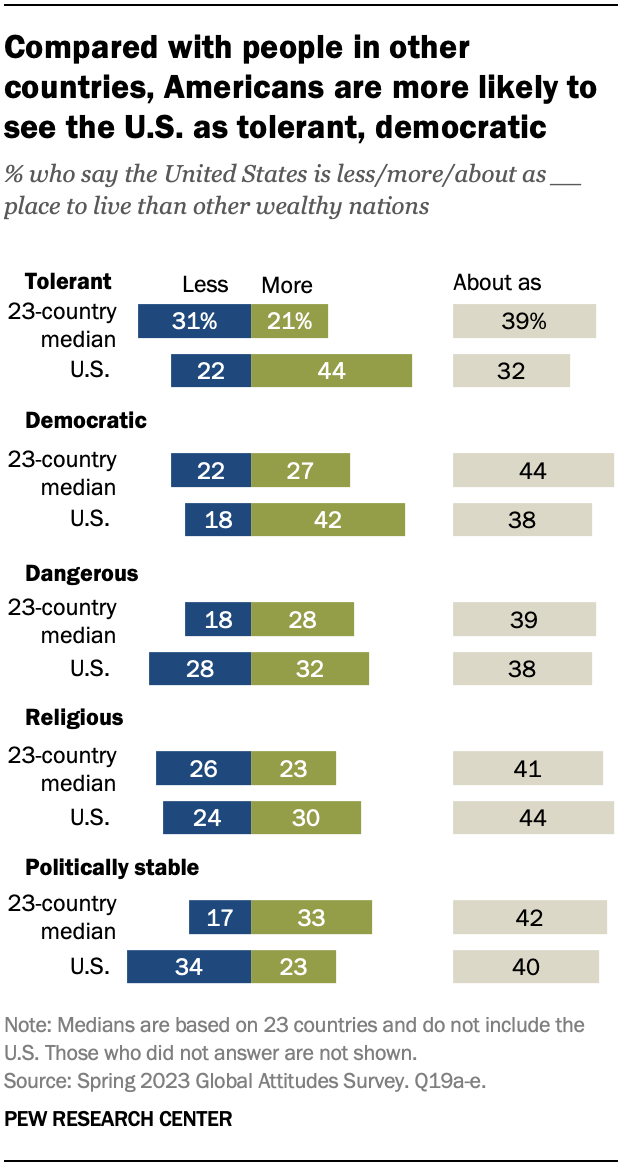 Compared with people in other
countries, Americans are more likely to
see the U.S. as tolerant, democratic
% who say the United States is less/more/about as __
place to live than other wealthy nations
Tolerant Less More About as
23-country median 31% 21% 39%
U.S. 22 44 32
Democratic
23-country median 22 27 44
U.S. 18 42 38
Dangerous
23-country median 18 28 39
U.S. 28 32 38
Religious
23-country median 26 23 41
U.S. 24 30 44
Politically stable
23-country median 17 33 42
U.S. 34 23 40
Note: Medians are based on 23 countries and do not include the
U.S. Those who did not answer are not shown.
Source: Spring 2023 Global Attitudes Survey. Q19a-e.
PEW RESEARCH CENTER